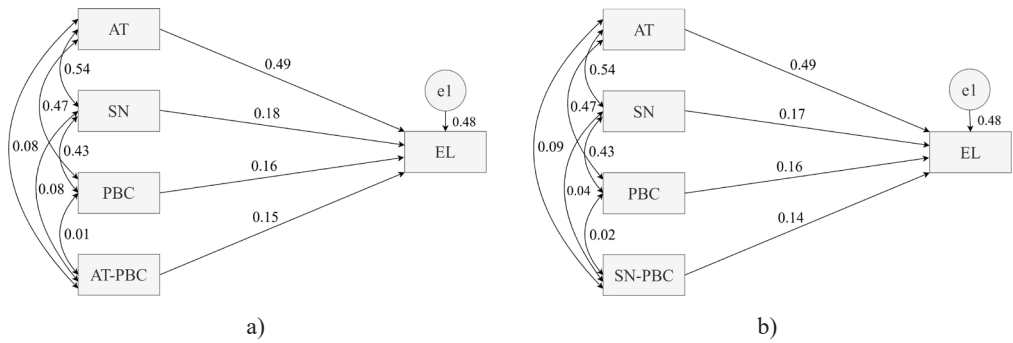 AT
SN
PBC
AT-PBC
0.54
0.47
0.43
0.08
0.08
0.01
0.49
0.18
0.16
0.15
e1
0.48
EL
a)
AT
SN
PBC
SN-PBC
0.54
0.47
0.43
0.09
0.04
0.02
0.49
0.17
0.16
0.14
e1
0.48
EL
b)